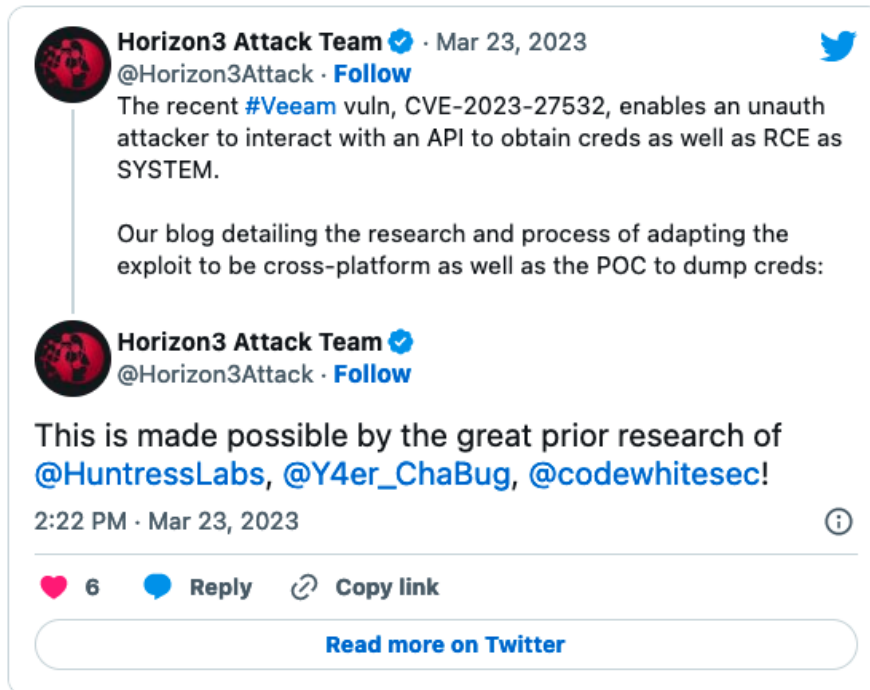 Horizon3 Attack Team · Mar 23, 2023
@Horizon3Attack · Follow
The recent #Veeam vuln, CVE-2023-27532, enables an unauth
attacker to interact with an API to obtain creds as well as RCE as
SYSTEM.
Our blog detailing the research and process of adapting the
exploit to be cross-platform as well as the POC to dump creds:
Horizon3 Attack Team
@Horizon3Attack · Follow
This is made possible by the great prior research of
@HuntressLabs, @Y4er_ChaBug, @codewhitesec!
2:22 PM · Mar 23, 2023
6 Reply Copy link
Read more on Twitter